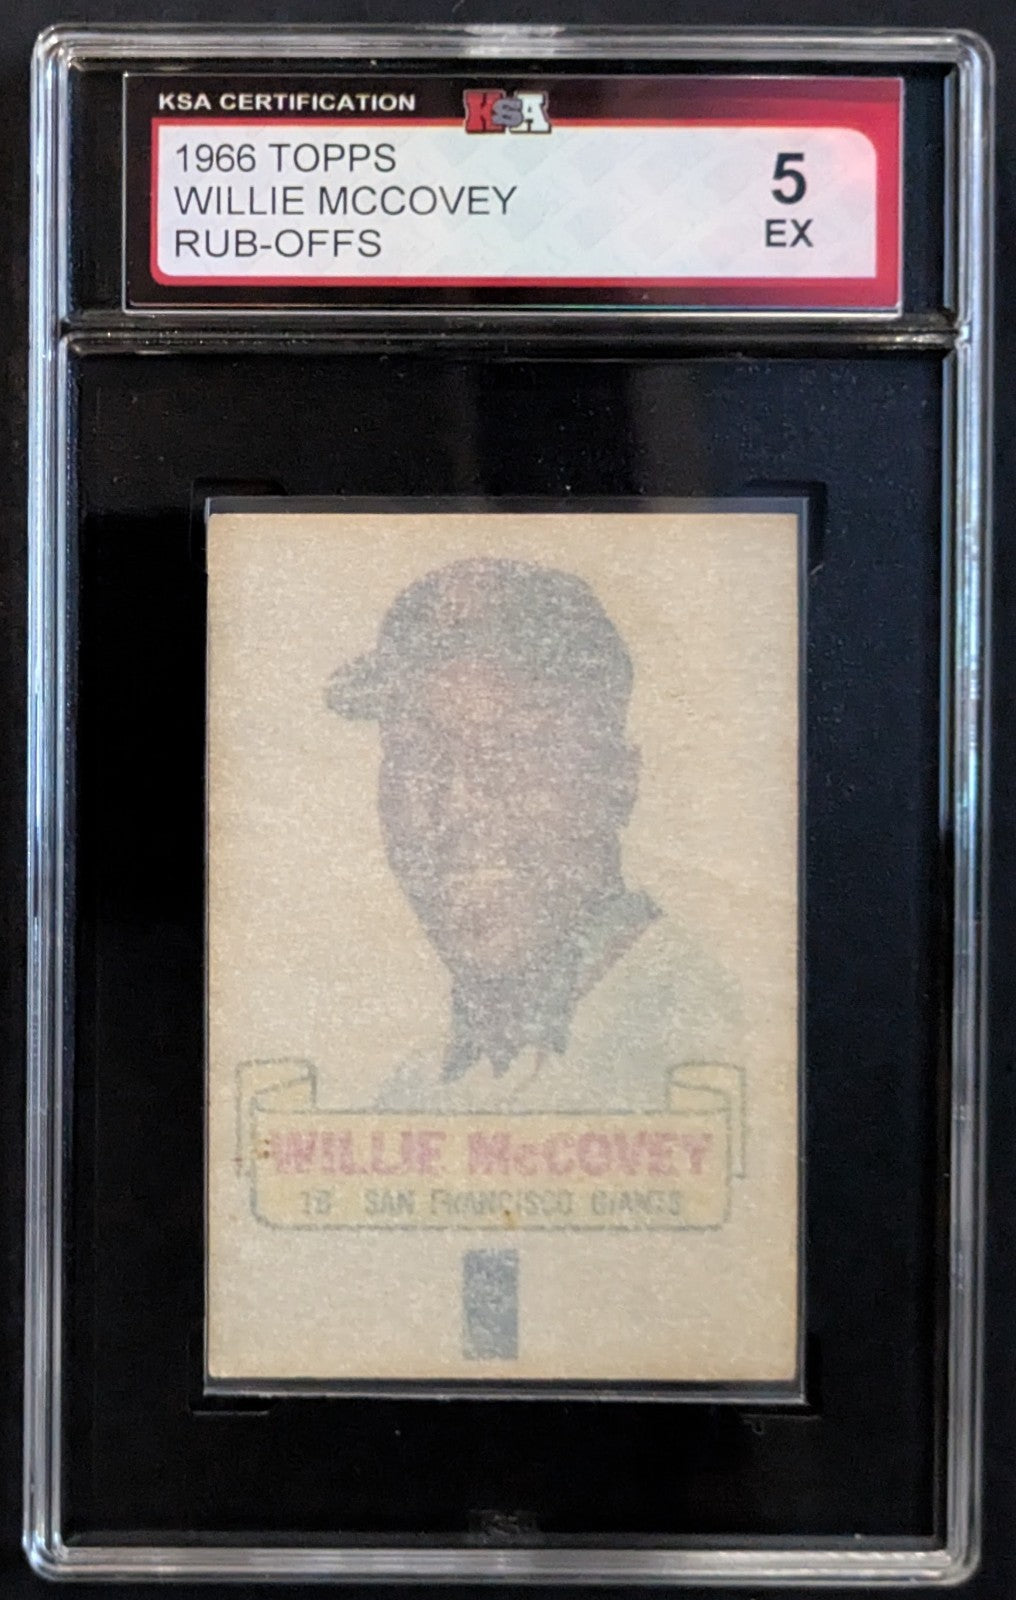 KSA CERTIFICATION
KSA
1966 TOPPS
WILLIE MCCOVEY
RUB-OFFS
5
EX
WILLIE McCOVEY
1B SAN FRANCISCO GIANTS